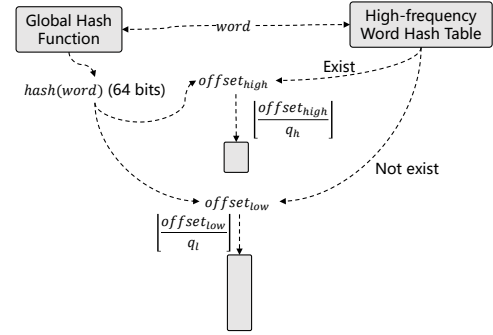 Global Hash
Function
word
High-frequency
Word Hash Table
hash(word) (64 bits)
offset_high
Exist
⌊offset_high / q_h⌋
Not exist
offset_low
⌊offset_low / q_l⌋